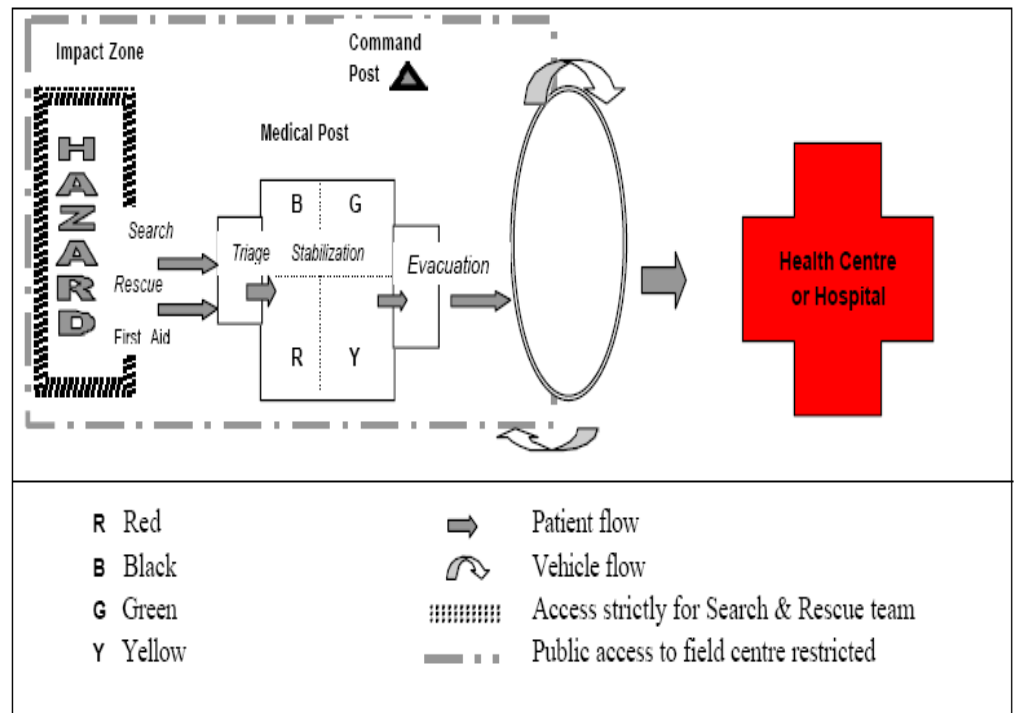 Impact Zone
Command
Post
HAZARD
Medical Post
B G
Search
Triage Stabilization
Evacuation
Rescue
First Aid
R Y
Health Centre
or Hospital
R Red
B Black
G Green
Y Yellow
Patient flow
Vehicle flow
Access strictly for Search & Rescue team
Public access to field centre restricted